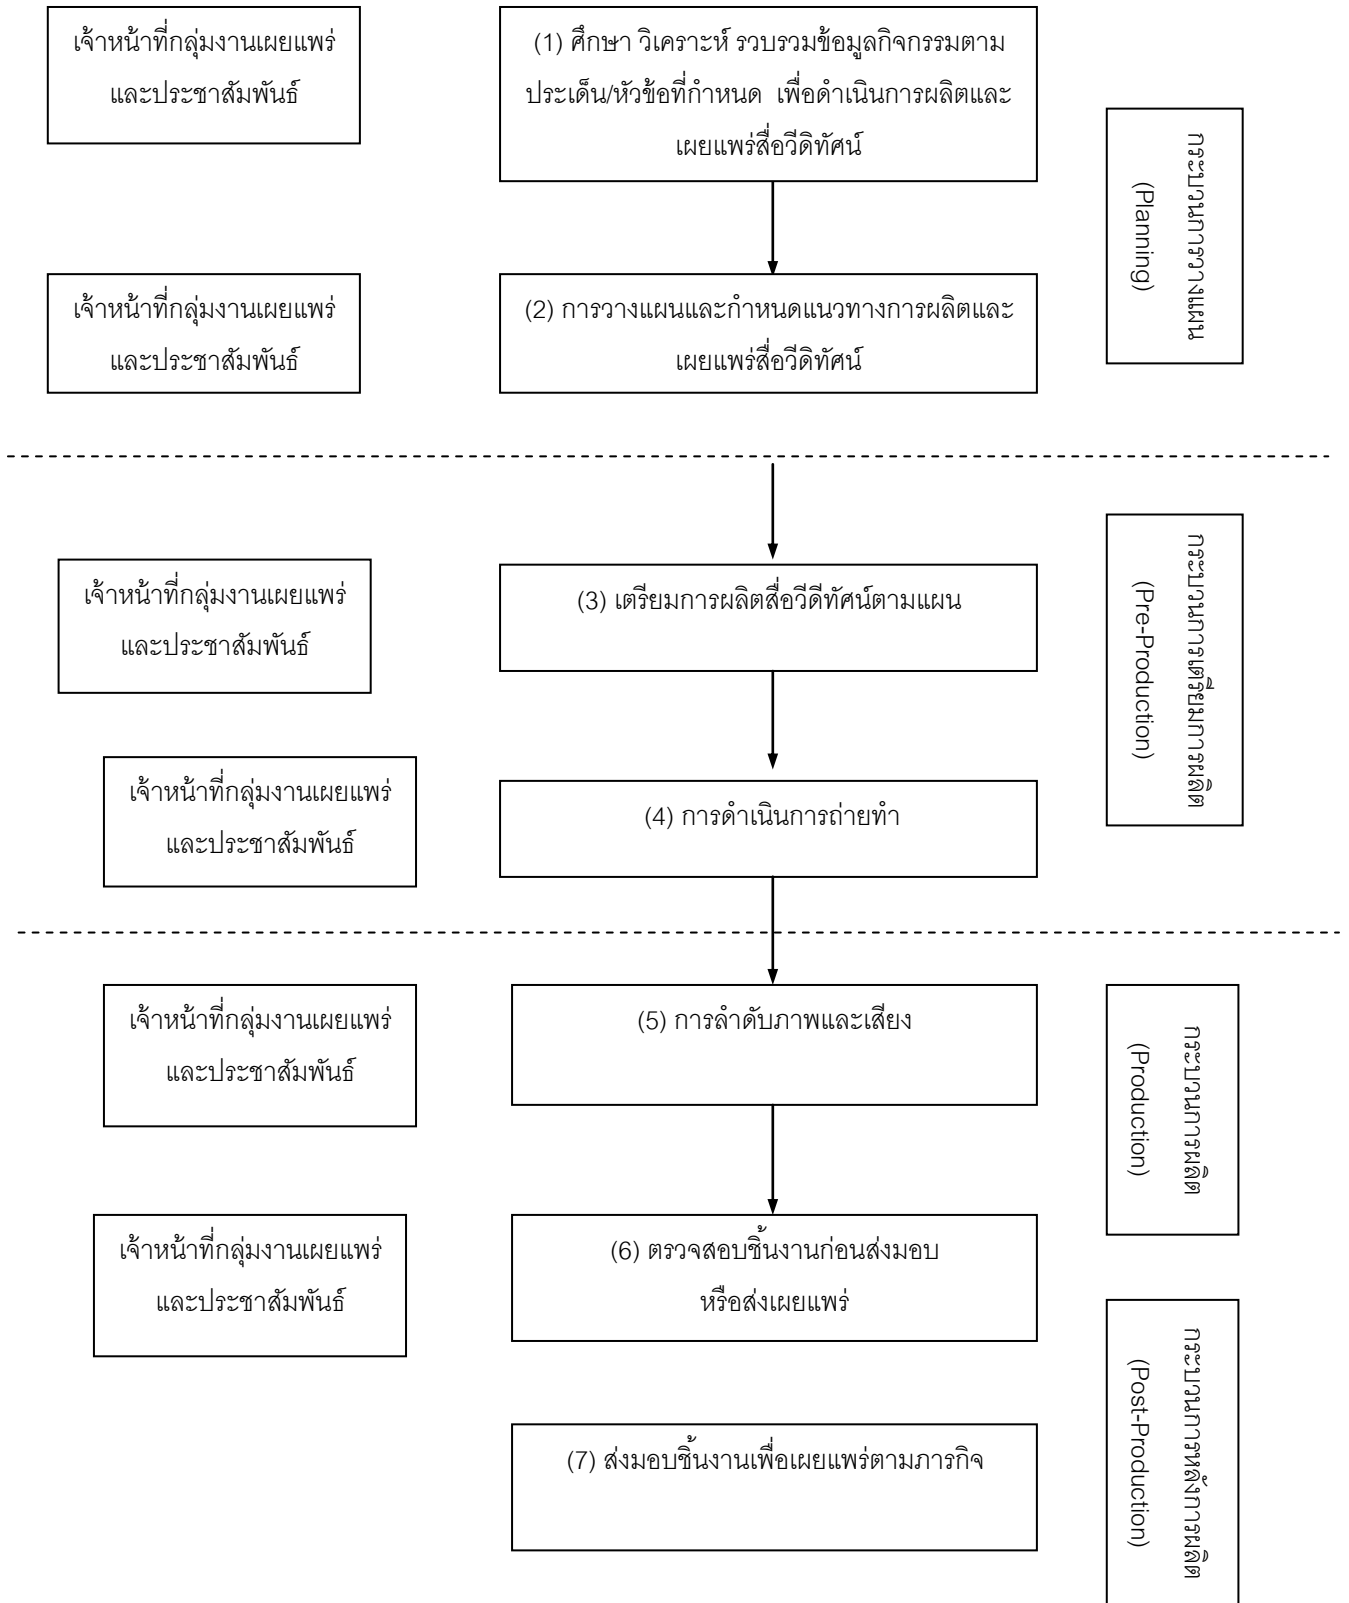 เจ้าหน้าที่กลุ่มงานเผยแพร่
และประชาสัมพันธ์
(1) ศึกษา วิเคราะห์ รวบรวมข้อมูลกิจกรรมตาม
ประเด็น/หัวข้อที่กำหนด เพื่อดำเนินการผลิตและ
เผยแพร่สื่อวีดิทัศน์
กระบวนการวางแผน
(Planning)
เจ้าหน้าที่กลุ่มงานเผยแพร่
และประชาสัมพันธ์
(2) การวางแผนและกำหนดแนวทางการผลิตและ
เผยแพร่สื่อวีดิทัศน์
เจ้าหน้าที่กลุ่มงานเผยแพร่
และประชาสัมพันธ์
(3) เตรียมการผลิตสื่อวีดีทัศน์ตามแผน
กระบวนการเตรียมการผลิต
(Pre-Production)
เจ้าหน้าที่กลุ่มงานเผยแพร่
และประชาสัมพันธ์
(4) การดำเนินการถ่ายทำ
เจ้าหน้าที่กลุ่มงานเผยแพร่
และประชาสัมพันธ์
(5) การลำดับภาพและเสียง
กระบวนการผลิต
(Production)
เจ้าหน้าที่กลุ่มงานเผยแพร่
และประชาสัมพันธ์
(6) ตรวจสอบชิ้นงานก่อนส่งมอบ
หรือส่งเผยแพร่
กระบวนการหลังการผลิต
(Post-Production)
(7) ส่งมอบชิ้นงานเพื่อเผยแพร่ตามภารกิจ